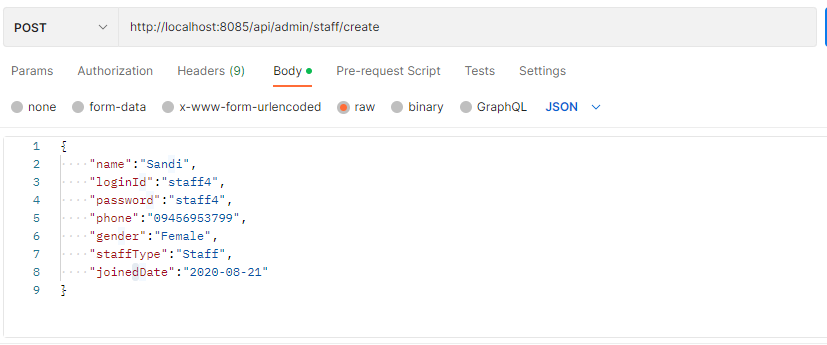 POST http://localhost:8085/api/admin/staff/create
Params Authorization Headers (9) Body Pre-request Script Tests Settings
none form-data x-www-form-urlencoded raw binary GraphQL JSON
1 {
2 "name":"Sandi",
3 "loginId":"staff4",
4 "password":"staff4",
5 "phone":"09456953799",
6 "gender":"Female",
7 "staffType":"Staff",
8 "joinedDate":"2020-08-21"
9 }